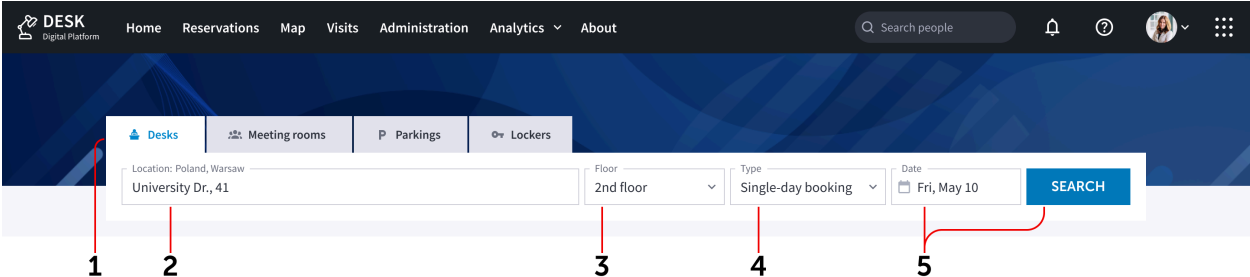 DESK
Digital Platform
Home Reservations Map Visits Administration Analytics About
Search people
Desks Meeting rooms P Parkings Lockers
Location: Poland, Warsaw Floor Type Date
University Dr., 41 2nd floor Single-day booking Fri, May 10 SEARCH
1 2 3 4 5